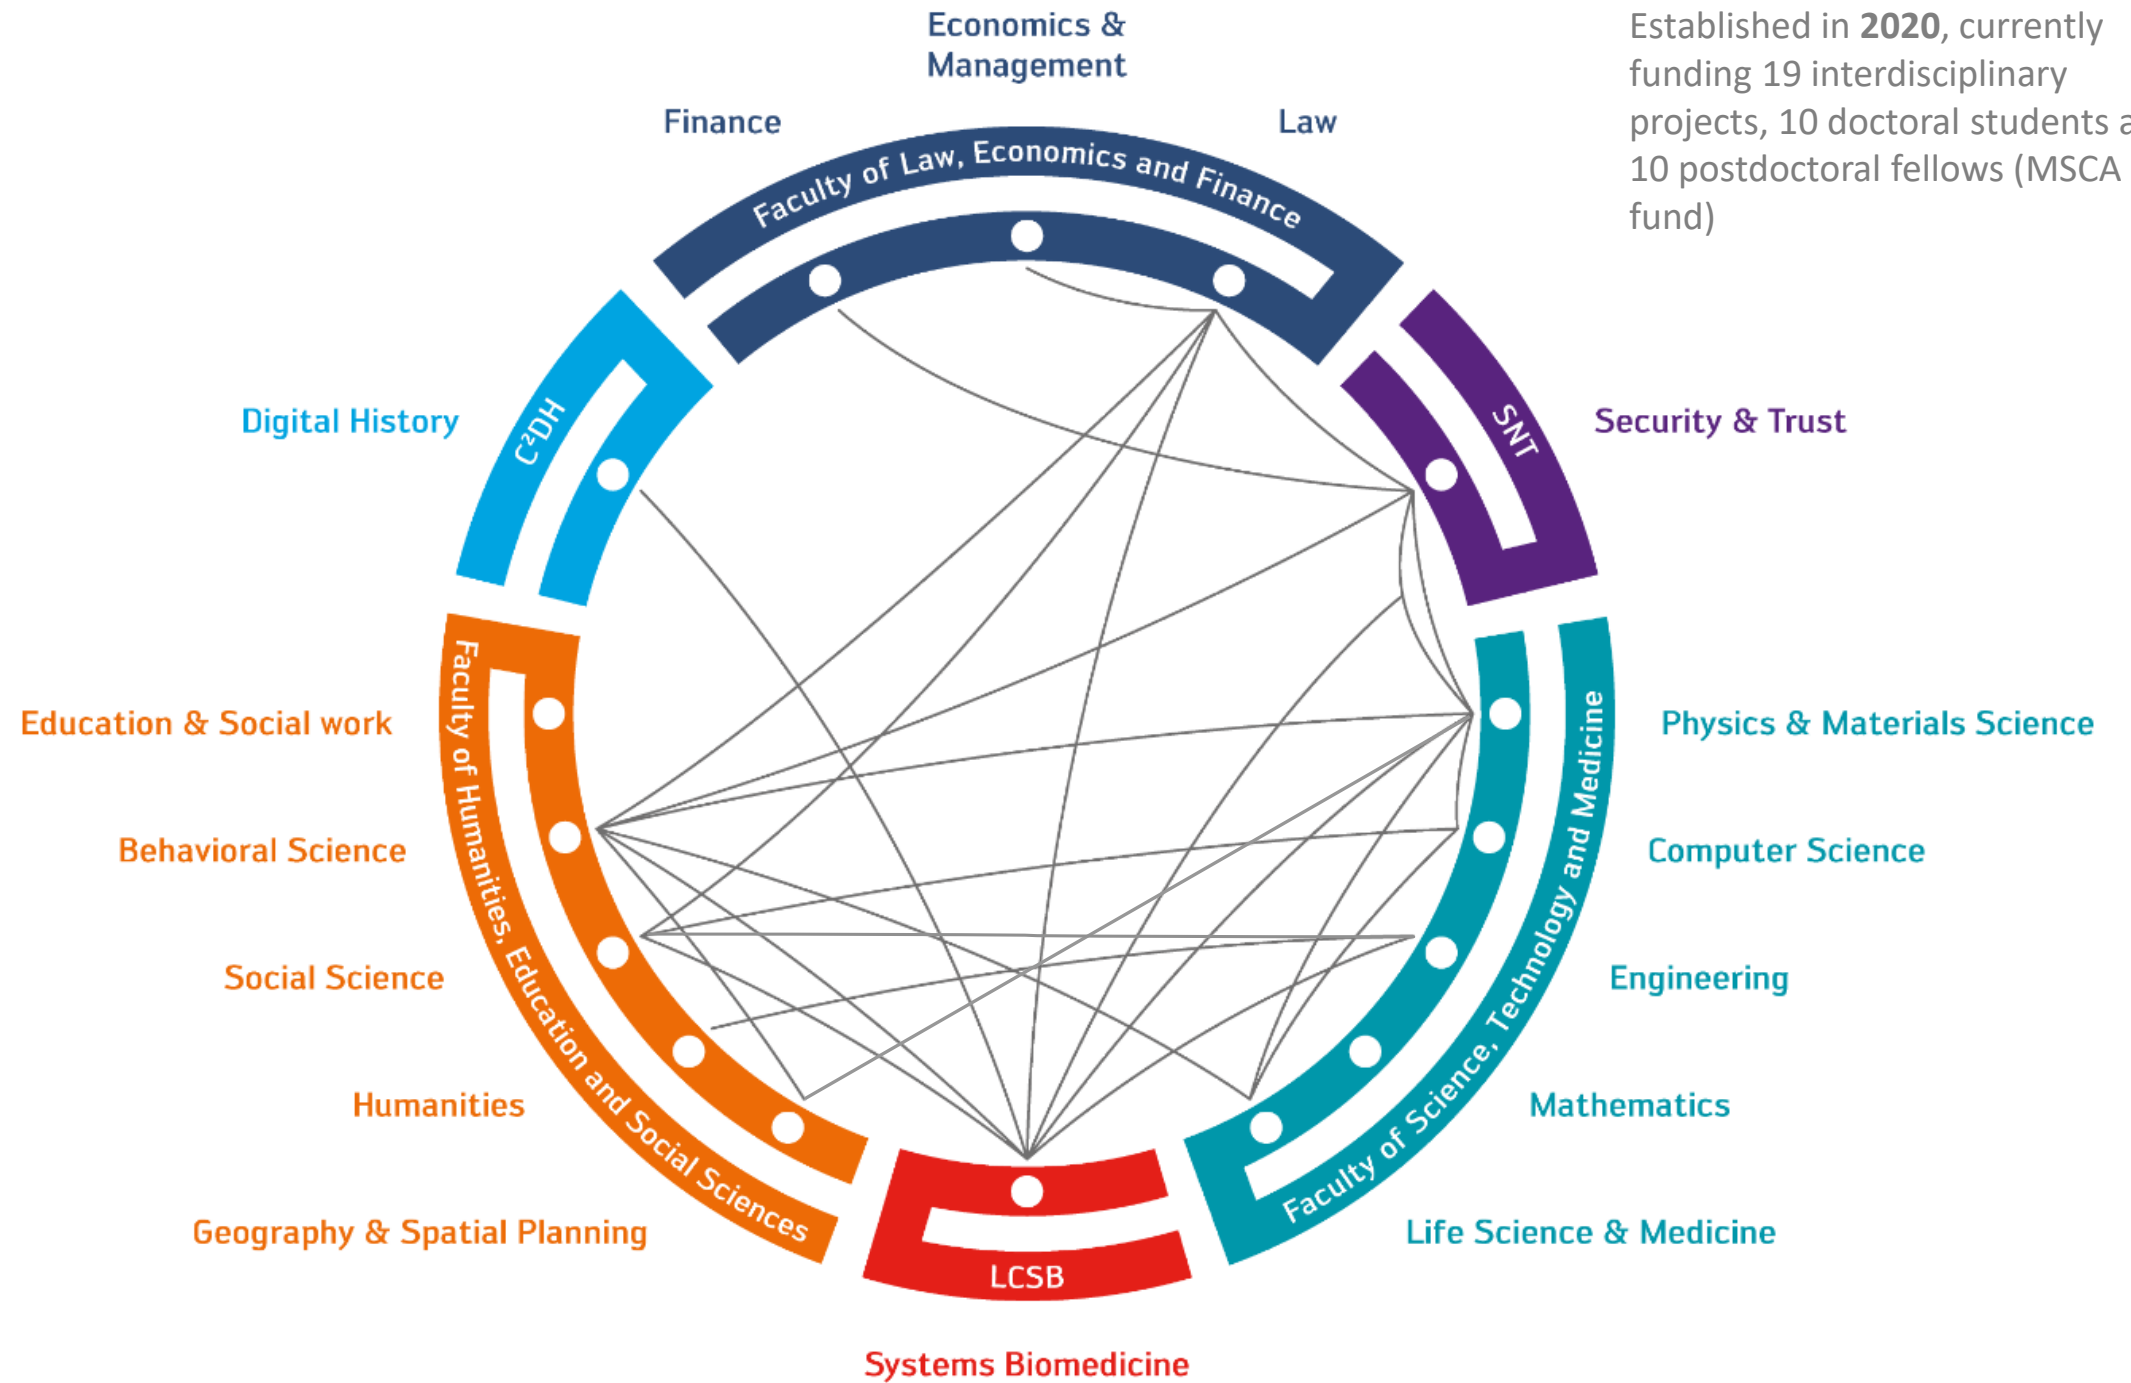 Established in 2020, currently
funding 19 interdisciplinary
projects, 10 doctoral students a
10 postdoctoral fellows (MSCA
fund)
Economics &
Management
Finance
Law
Faculty of Law, Economics and Finance
Digital History
C²DH
SNT
Security & Trust
Education & Social work
Behavioral Science
Social Science
Humanities
Geography & Spatial Planning
Faculty of Humanities, Education and Social Sciences
Physics & Materials Science
Computer Science
Engineering
Mathematics
Life Science & Medicine
Faculty of Science, Technology and Medicine
LCSB
Systems Biomedicine